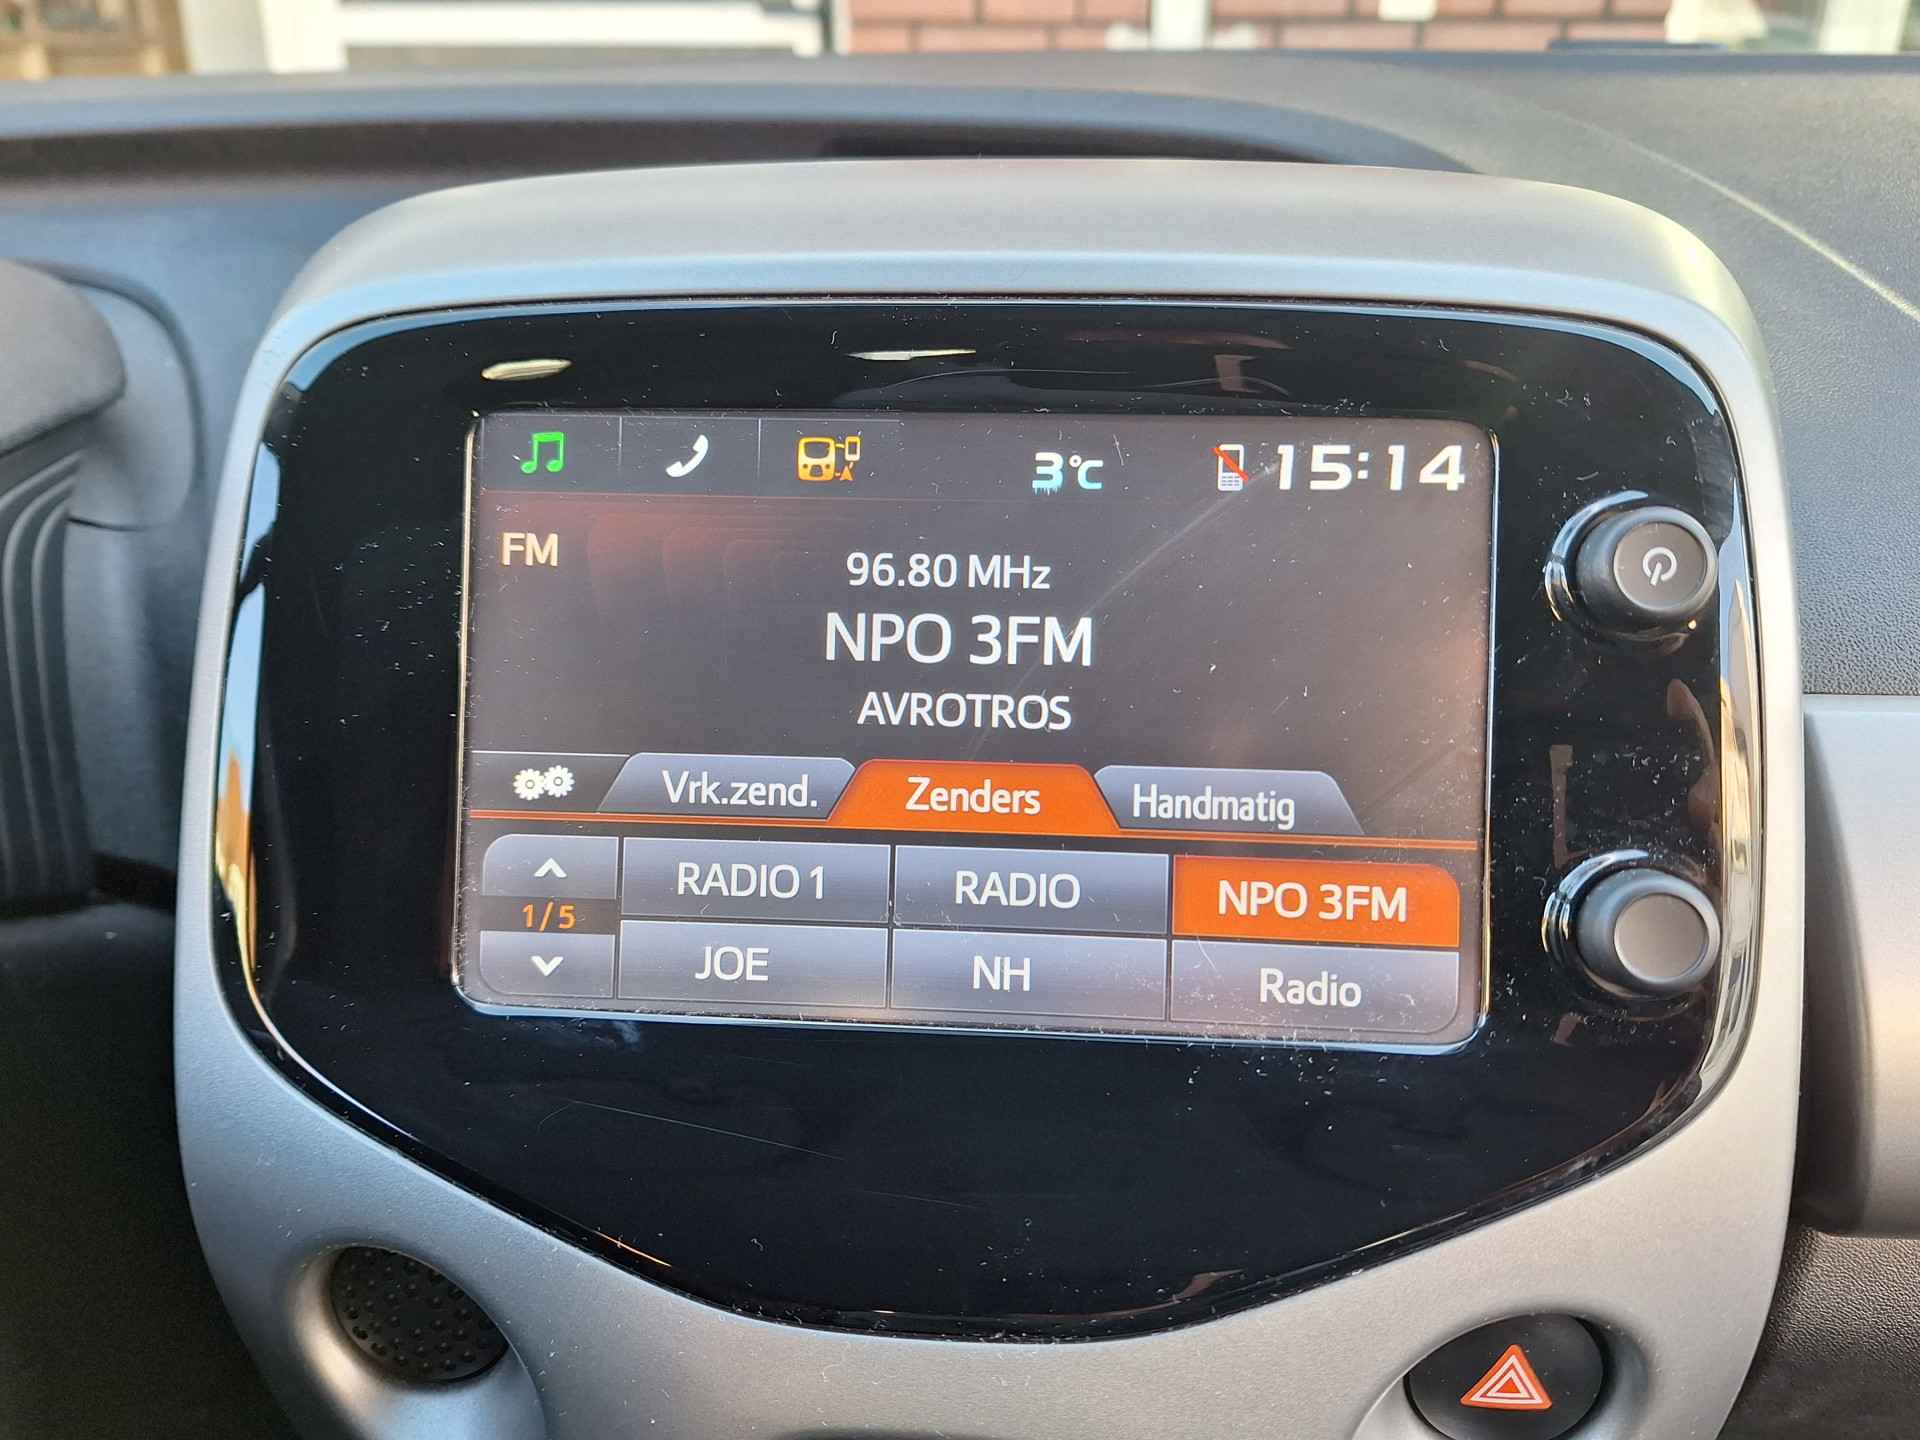 3°C 15:14
FM
96.80 MHz
NPO 3FM
AVROTROS
Vrk.zend. Zenders Handmatig
1/5
RADIO 1 RADIO NPO 3FM
JOE NH Radio